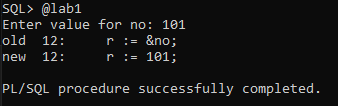 SQL> @lab1
Enter value for no: 101
old  12:      r := &no;
new  12:      r := 101;
PL/SQL procedure successfully completed.